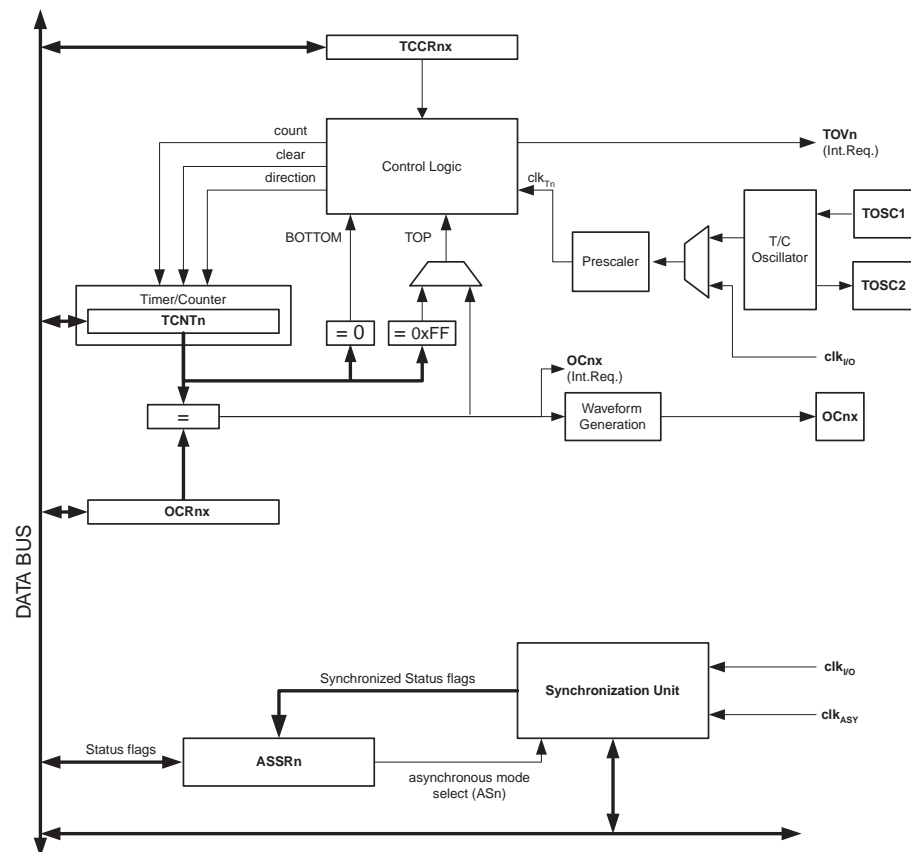 TCCRnx
count
clear
direction
Control Logic
TOVn
(Int.Req.)
clkTn
BOTTOM
TOP
TOSC1
T/C
Oscillator
Prescaler
TOSC2
Timer/Counter
TCNTn
= 0
= 0xFF
clkI/O
OCnx
(Int.Req.)
=
Waveform
Generation
OCnx
OCRnx
DATA BUS
Synchronized Status flags
Synchronization Unit
clkI/O
clkASY
Status flags
ASSRn
asynchronous mode
select (ASn)